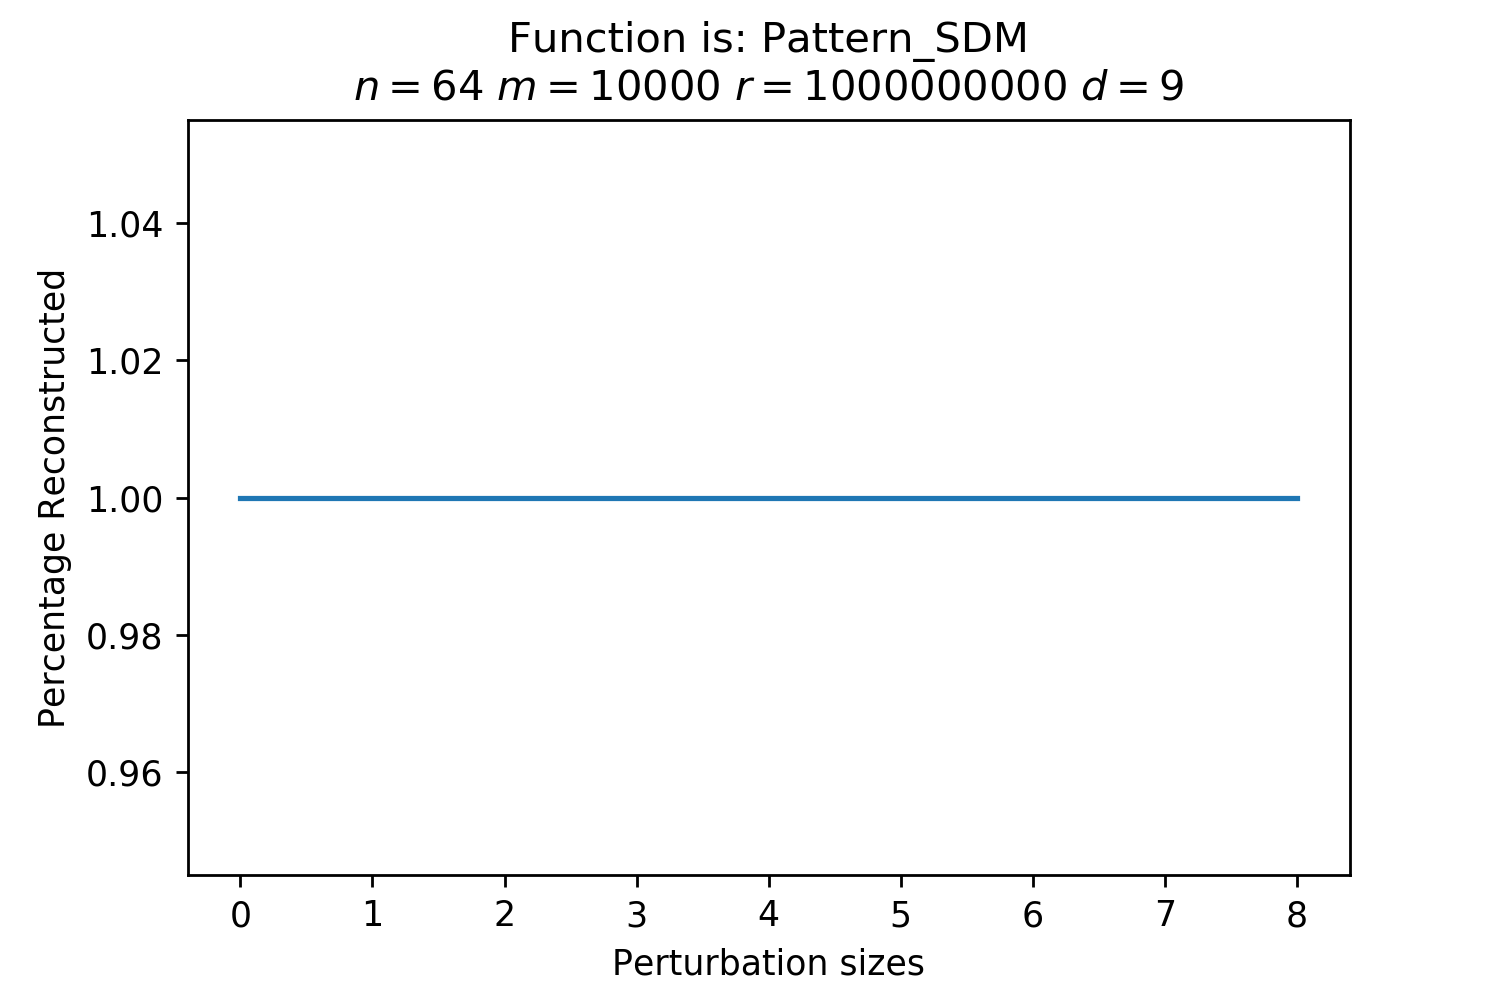 Function is: Pattern_SDM
n = 64 m = 10000 r = 1000000000 d = 9
Percentage Reconstructed
1.04
1.02
1.00
0.98
0.96
0 1 2 3 4 5 6 7 8
Perturbation sizes